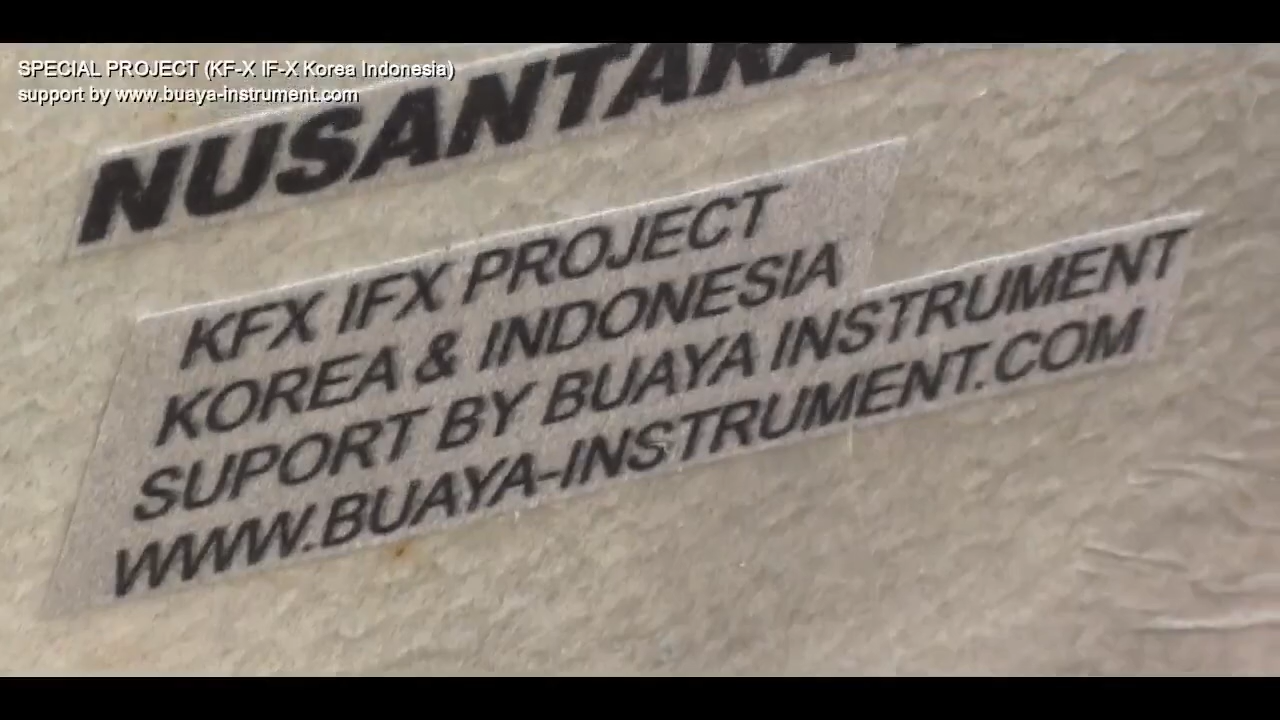 SPECIAL PROJECT (KF-X IF-X Korea Indonesia)
support by www.buaya-instrument.com
NUSANTARA
KFX IFX PROJECT
KOREA & INDONESIA
SUPORT BY BUAYA INSTRUMENT
WWW.BUAYA-INSTRUMENT.COM